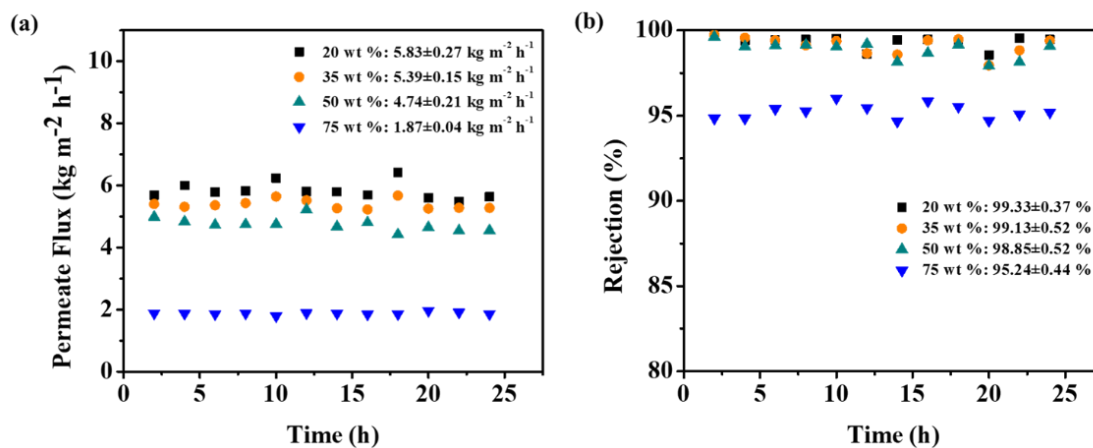 (a)
10
8
6
4
2
0
Permeate Flux (kg m⁻² h⁻¹)
20 wt %: 5.83±0.27 kg m⁻² h⁻¹
35 wt %: 5.39±0.15 kg m⁻² h⁻¹
50 wt %: 4.74±0.21 kg m⁻² h⁻¹
75 wt %: 1.87±0.04 kg m⁻² h⁻¹
0 5 10 15 20 25
Time (h)
(b)
100
95
90
85
80
Rejection (%)
20 wt %: 99.33±0.37 %
35 wt %: 99.13±0.52 %
50 wt %: 98.85±0.52 %
75 wt %: 95.24±0.44 %
0 5 10 15 20 25
Time (h)